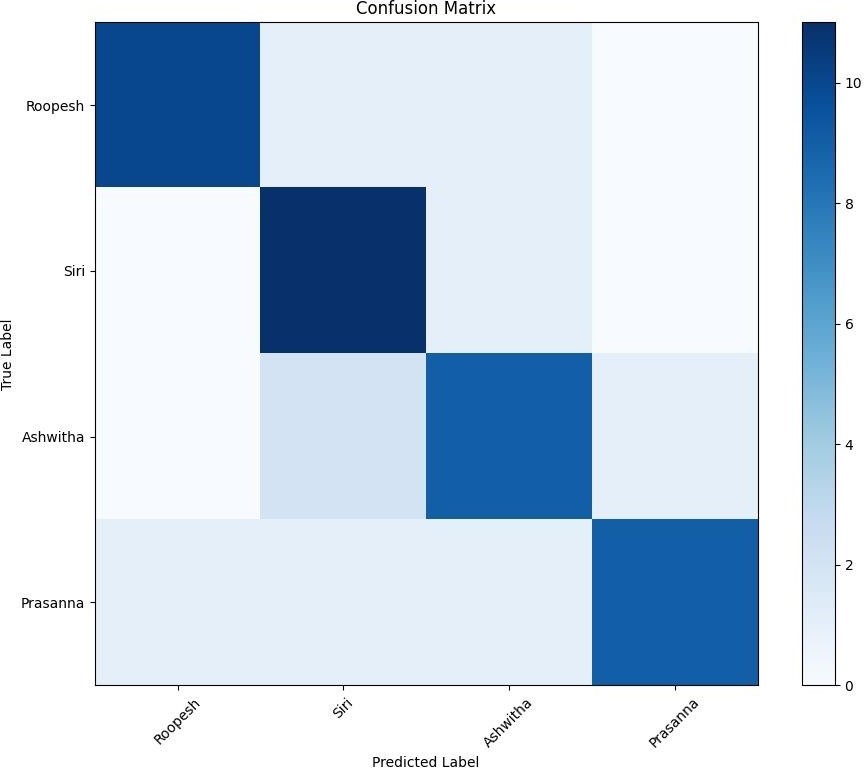 Confusion Matrix
Roopesh
Siri
Ashwitha
Prasanna
True Label
Roopesh
Siri
Ashwitha
Prasanna
Predicted Label
10
8
6
4
2
0